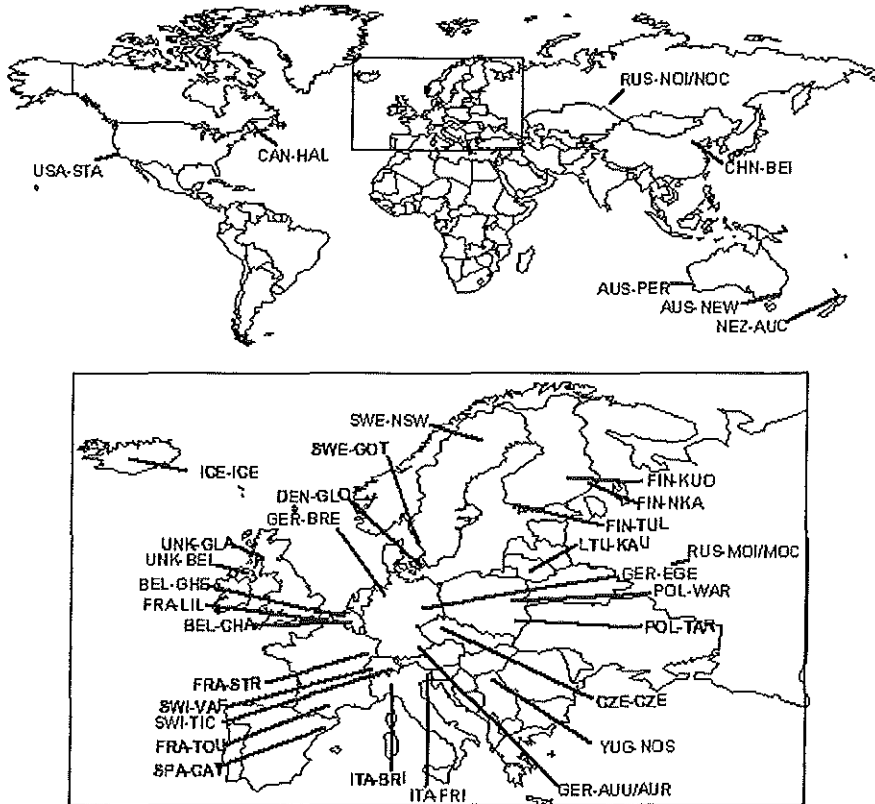 RUS-NOI/NOC
USA-STA
CAN-HAL
CHN-BEI
AUS-PER
AUS-NEW
NEZ-AUC
SWE-NSW
SWE-GOT
ICE-ICE
FIN-KUO
DEN-GLO
FIN-NKA
GER-BRE
FIN-TUL
UNK-GLA
LTU-KAU
RUS-MOI/MOC
UNK-BEL
GER-EGE
BEL-GHE
POL-WAR
FRA-LIL
BEL-CHA
POL-TAR
FRA-STR
SWI-VAF
CZE-CZE
SWI-TIC
FRA-TOU
YUG-NOS
SPA-CAT
ITA-BRI
GER-AUU/AUR
ITA-FRI